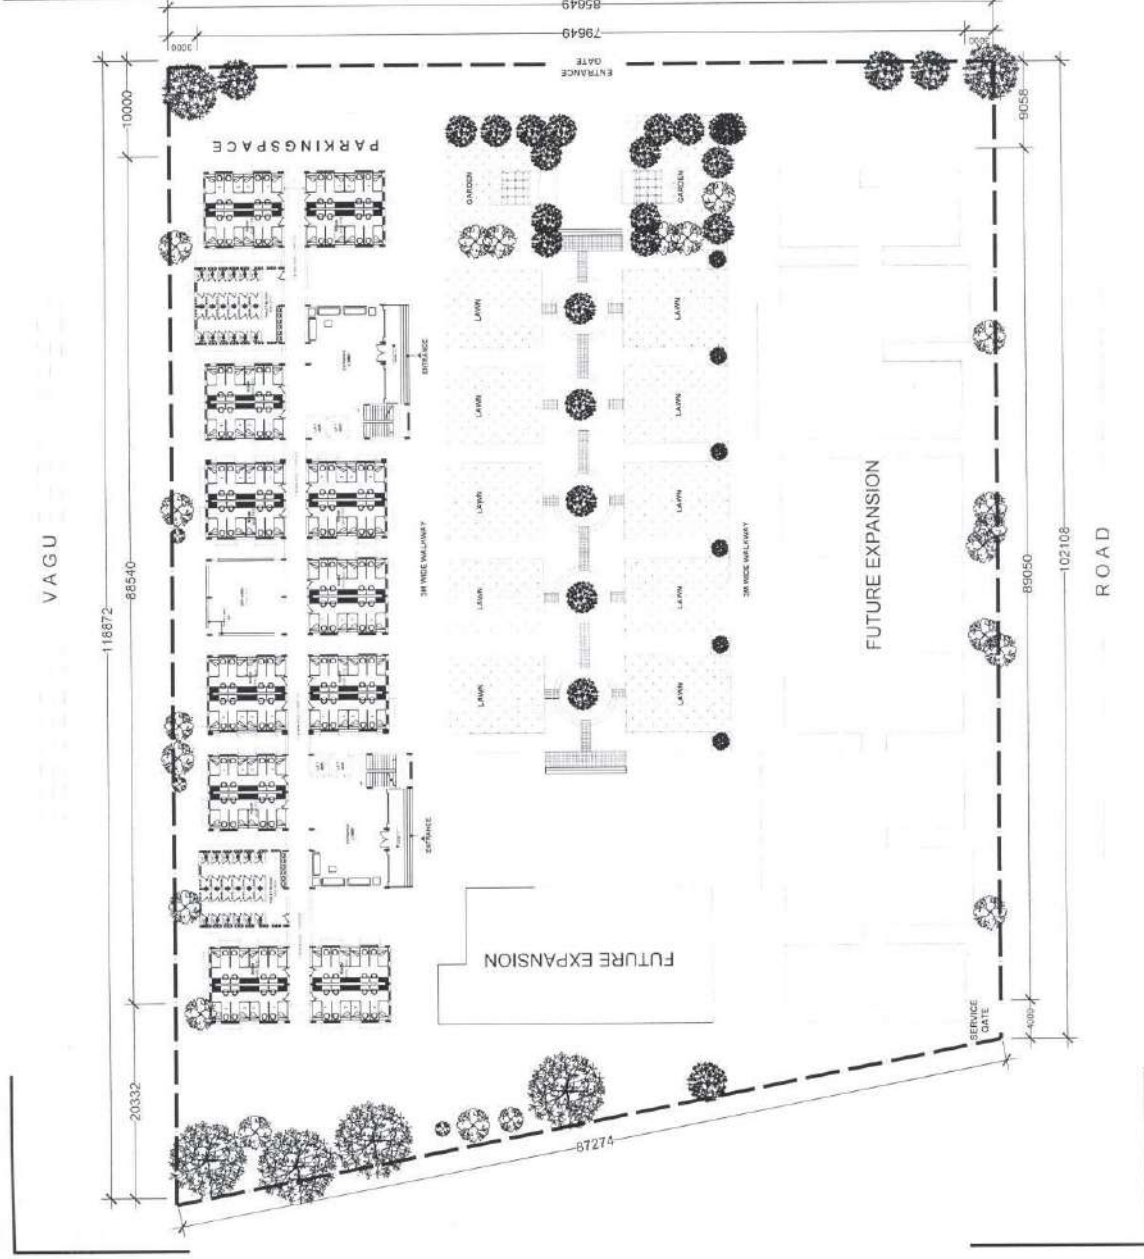 85649
79649
3000
3000
ENTRANCE
GATE
10000
9058
PARKINGSPACE
GARDEN
GARDEN
LAWN
LAWN
ENTRANCE
LAWN
LAWN
VAGU
118872
88540
3M WIDE WALKWAY
LAWN
LAWN
3M WIDE WALKWAY
FUTURE EXPANSION
89050
102108
ROAD
LAWN
LAWN
LAWN
LAWN
ENTRANCE
FUTURE EXPANSION
SERVICE
GATE
4000
20332
87274